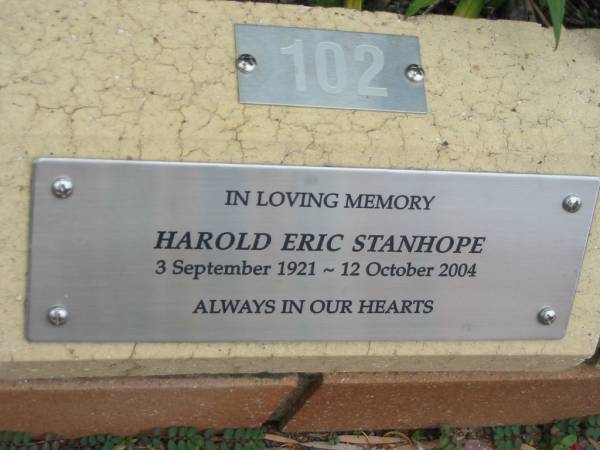 102
IN LOVING MEMORY
HAROLD ERIC STANHOPE
3 September 1921 ~ 12 October 2004
ALWAYS IN OUR HEARTS